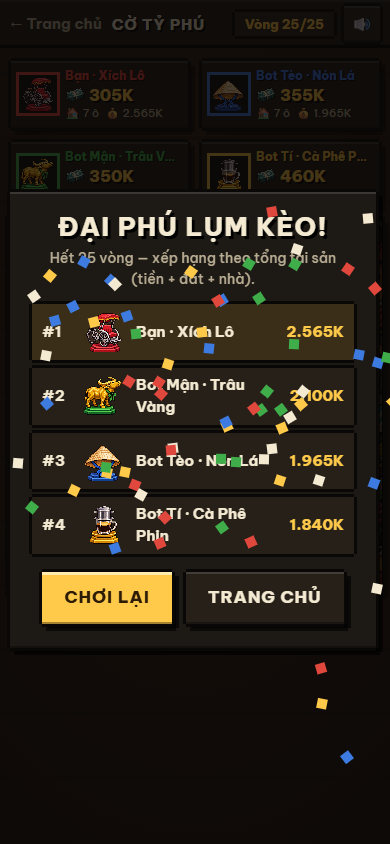 ← Trang chủ CỜ TỶ PHÚ Vòng 25/25
Bạn · Xích Lô
305K
7 ô 2.565K
Bot Tèo · Nón Lá
355K
7 ô 1.965K
Bot Mận · Trâu V...
350K
Bot Tí · Cà Phê P...
460K
ĐẠI PHÚ LỤM KÈO!
Hết 25 vòng — xếp hạng theo tổng tài sản
(tiền + đất + nhà).
#1 Bạn · Xích Lô 2.565K
#2 Bot Mận · Trâu
Vàng 2.100K
#3 Bot Tèo · Nón Lá 1.965K
#4 Bot Tí · Cà Phê
Phin 1.840K
CHƠI LẠI TRANG CHỦ